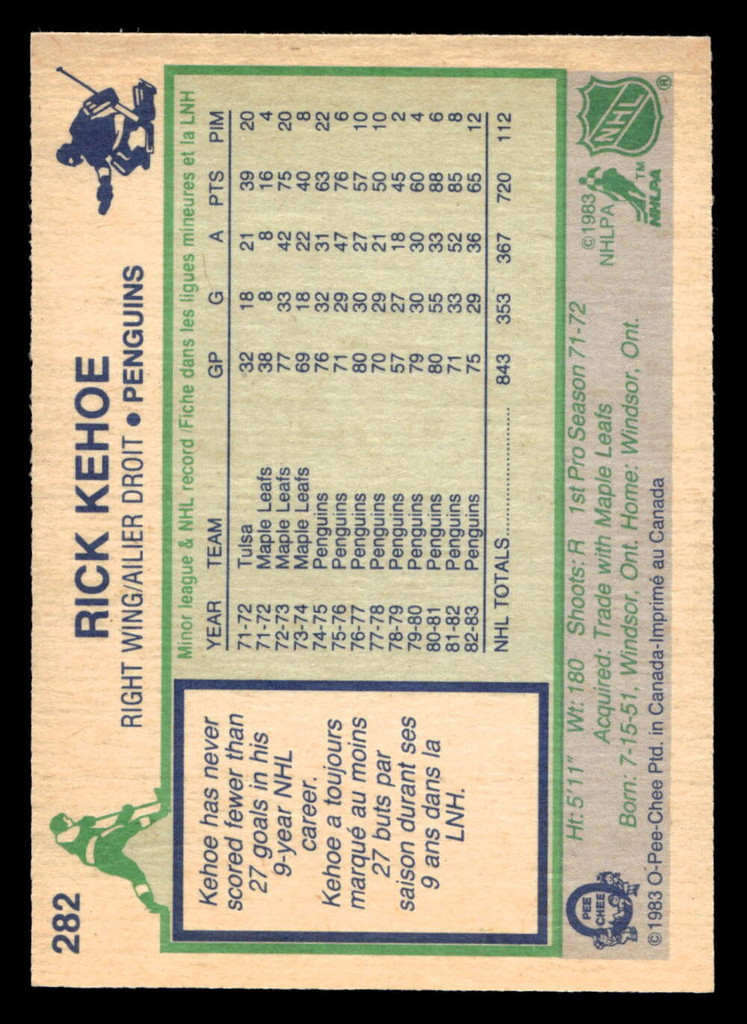 282
RICK KEHOE
RIGHT WING/AILIER DROIT • PENGUINS
Kehoe has never
scored fewer than
27 goals in his
9-year NHL
career.
Kehoe a toujours
marqué au moins
27 buts par
saison durant ses
9 ans dans la
LNH.
Minor league & NHL record/Fiche dans les ligues mineures et la LNH
YEAR TEAM GP G A PTS PIM
71-72 Tulsa 32 18 21 39 20
71-72 Maple Leafs 38 8 8 16 4
72-73 Maple Leafs 77 33 42 75 20
73-74 Maple Leafs 69 18 22 40 8
74-75 Penguins 76 32 31 63 22
75-76 Penguins 71 29 47 76 6
76-77 Penguins 80 30 27 57 10
77-78 Penguins 70 29 21 50 10
78-79 Penguins 57 27 18 45 2
79-80 Penguins 79 30 30 60 4
80-81 Penguins 80 55 33 88 6
81-82 Penguins 71 33 52 85 8
82-83 Penguins 75 29 36 65 12
NHL TOTALS.................... 843 353 367 720 112
Ht: 5'11" Wt: 180 Shoots: R 1st Pro Season 71-72
Acquired: Trade with Maple Leafs
Born: 7-15-51, Windsor, Ont. Home: Windsor, Ont.
©1983
NHLPA
NHLPA TM
NHL ®
O PEE CHEE
©1983 O-Pee-Chee Ptd. in Canada-Imprimé au Canada